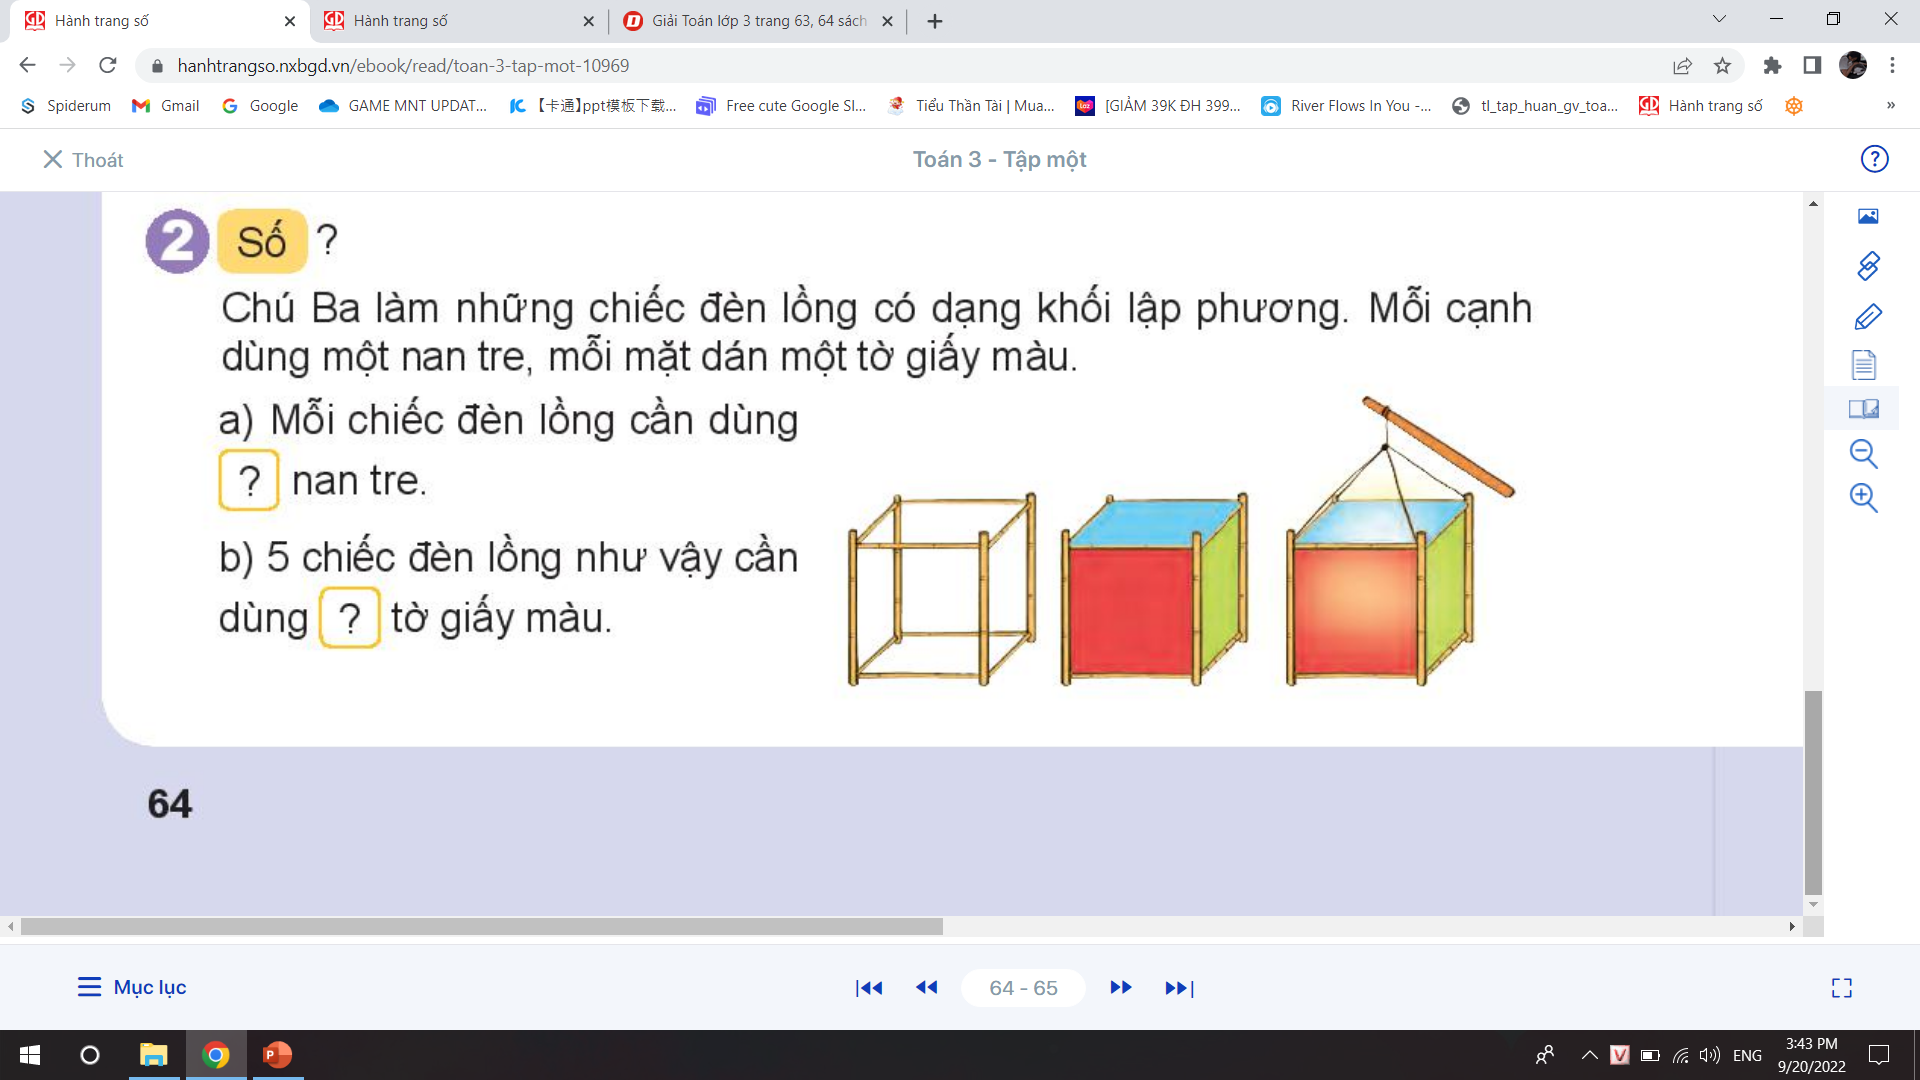 Hành trang số
Hành trang số
Giải Toán lớp 3 trang 63, 64 sách
hanhtrangso.nxbgd.vn/ebook/read/toan-3-tap-mot-10969
Spiderum
Gmail
Google
GAME MNT UPDAT...
【卡通】ppt模板下载...
Free cute Google Sl...
Tiểu Thần Tài | Mua...
[GIẢM 39K ĐH 399...
River Flows In You -...
tl_tap_huan_gv_toa...
Hành trang số
»
Thoát
Toán 3 - Tập một
?
2 Số ?
Chú Ba làm những chiếc đèn lồng có dạng khối lập phương. Mỗi cạnh
dùng một nan tre, mỗi mặt dán một tờ giấy màu.
a) Mỗi chiếc đèn lồng cần dùng
? nan tre.
b) 5 chiếc đèn lồng như vậy cần
dùng ? tờ giấy màu.
64
Mục lục
64 - 65
ENG
3:43 PM
9/20/2022